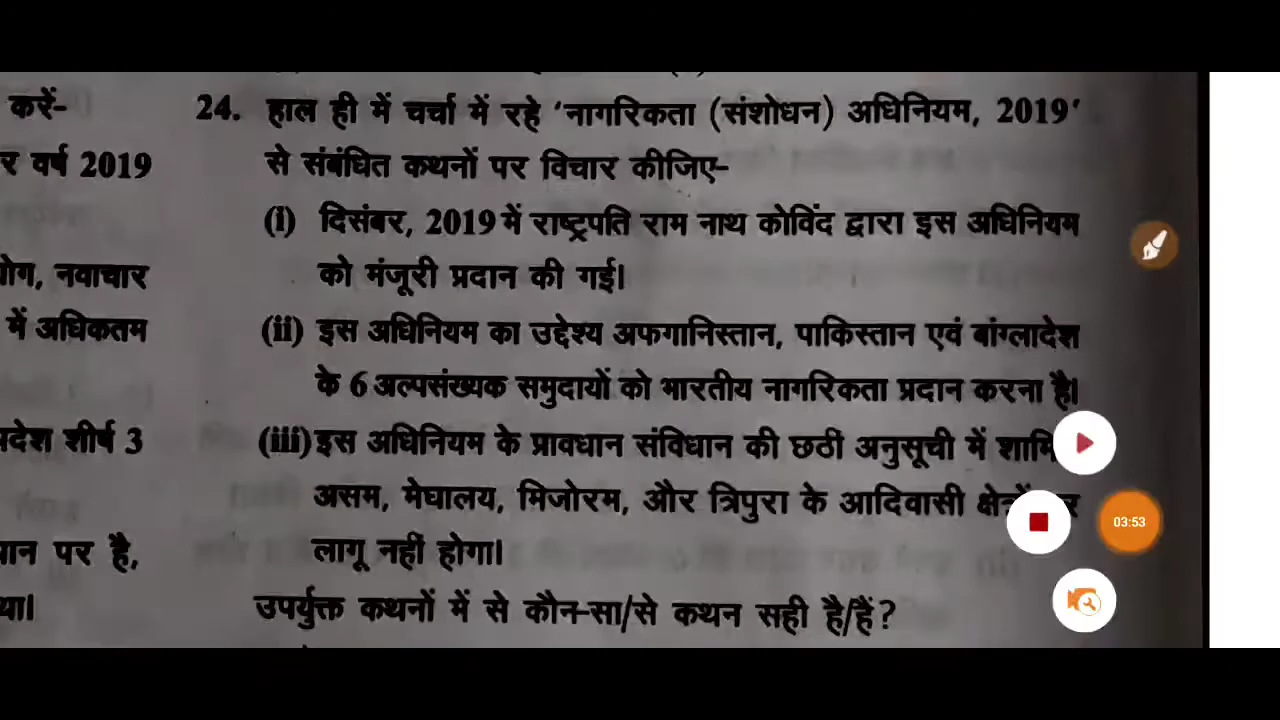 करें-
र वर्ष 2019
योग, नवाचार
में अधिकतम
प्रदेश शीर्ष 3
पर है,
था।
24. हाल ही में चर्चा में रहे 'नागरिकता (संशोधन) अधिनियम, 2019'
से संबंधित कथनों पर विचार कीजिए-
(i) दिसंबर, 2019 में राष्ट्रपति राम नाथ कोविंद द्वारा इस अधिनियम
को मंजूरी प्रदान की गई।
(ii) इस अधिनियम का उद्देश्य अफगानिस्तान, पाकिस्तान एवं बांग्लादेश
के 6 अल्पसंख्यक समुदायों को भारतीय नागरिकता प्रदान करना है।
(iii) इस अधिनियम के प्रावधान संविधान की छठी अनुसूची में
असम, मेघालय, मिजोरम, और त्रिपुरा के आदिवासी
लागू नहीं होगा।
उपर्युक्त कथनों में से कौन-सा/से कथन सही है/हैं?
03:53